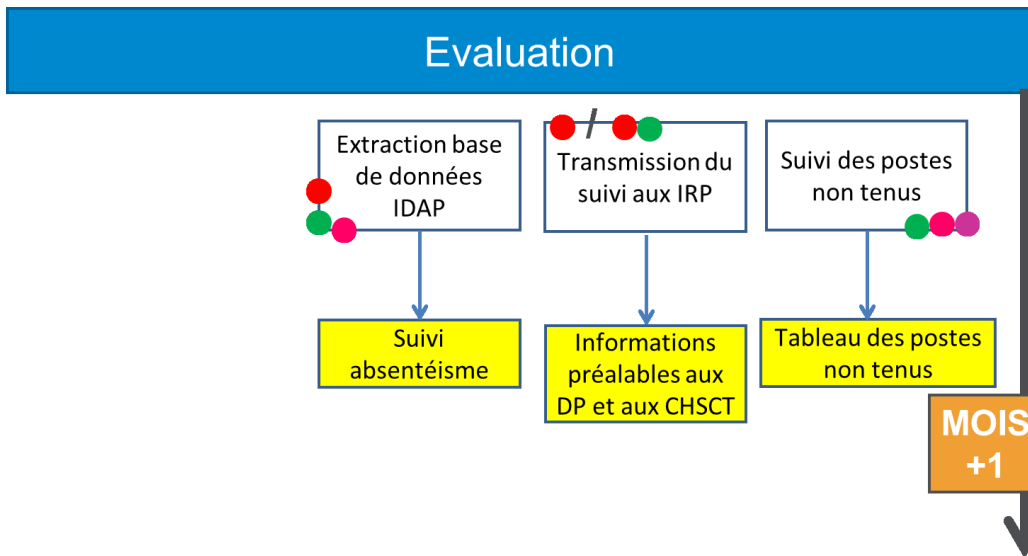 Evaluation
Extraction base
de données
IDAP
/
Transmission du
suivi aux IRP
Suivi des postes
non tenus
Suivi
absentéisme
Informations
préalables aux
DP et aux CHSCT
Tableau des postes
non tenus
MOIS
+1